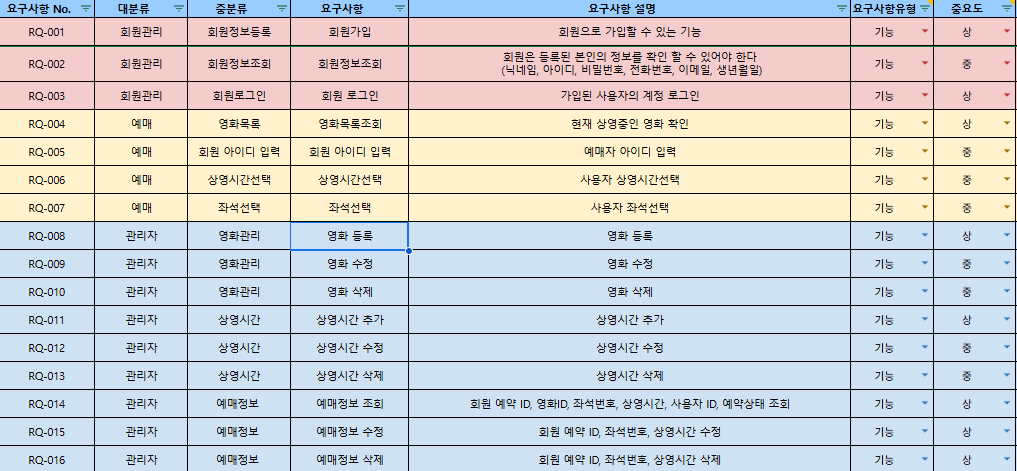 요구사항 No. 대분류 중분류 요구사항 요구사항 설명 요구사항유형 중요도
RQ-001 회원관리 회원정보등록 회원가입 회원으로 가입할 수 있는 기능 기능 상
RQ-002 회원관리 회원정보조회 회원정보조회 회원은 등록된 본인의 정보를 확인 할 수 있어야 한다 기능 중
(닉네임, 아이디, 비밀번호, 전화번호, 이메일, 생년월일)
RQ-003 회원관리 회원로그인 회원 로그인 가입된 사용자의 계정 로그인 기능 상
RQ-004 예매 영화목록 영화목록조회 현재 상영중인 영화 확인 기능 상
RQ-005 예매 회원 아이디 입력 회원 아이디 입력 예매자 아이디 입력 기능 중
RQ-006 예매 상영시간선택 상영시간선택 사용자 상영시간선택 기능 중
RQ-007 예매 좌석선택 좌석선택 사용자 좌석선택 기능 중
RQ-008 관리자 영화관리 영화 등록 영화 등록 기능 상
RQ-009 관리자 영화관리 영화 수정 영화 수정 기능 중
RQ-010 관리자 영화관리 영화 삭제 영화 삭제 기능 중
RQ-011 관리자 상영시간 상영시간 추가 상영시간 추가 기능 상
RQ-012 관리자 상영시간 상영시간 수정 상영시간 수정 기능 중
RQ-013 관리자 상영시간 상영시간 삭제 상영시간 삭제 기능 중
RQ-014 관리자 예매정보 예매정보 조회 회원 예약 ID, 영화ID, 좌석번호, 상영시간, 사용자 ID, 예약상태 조회 기능 상
RQ-015 관리자 예매정보 예매정보 수정 회원 예약 ID, 좌석번호, 상영시간 수정 기능 상
RQ-016 관리자 예매정보 예매정보 삭제 회원 예약 ID, 좌석번호, 상영시간 삭제 기능 상